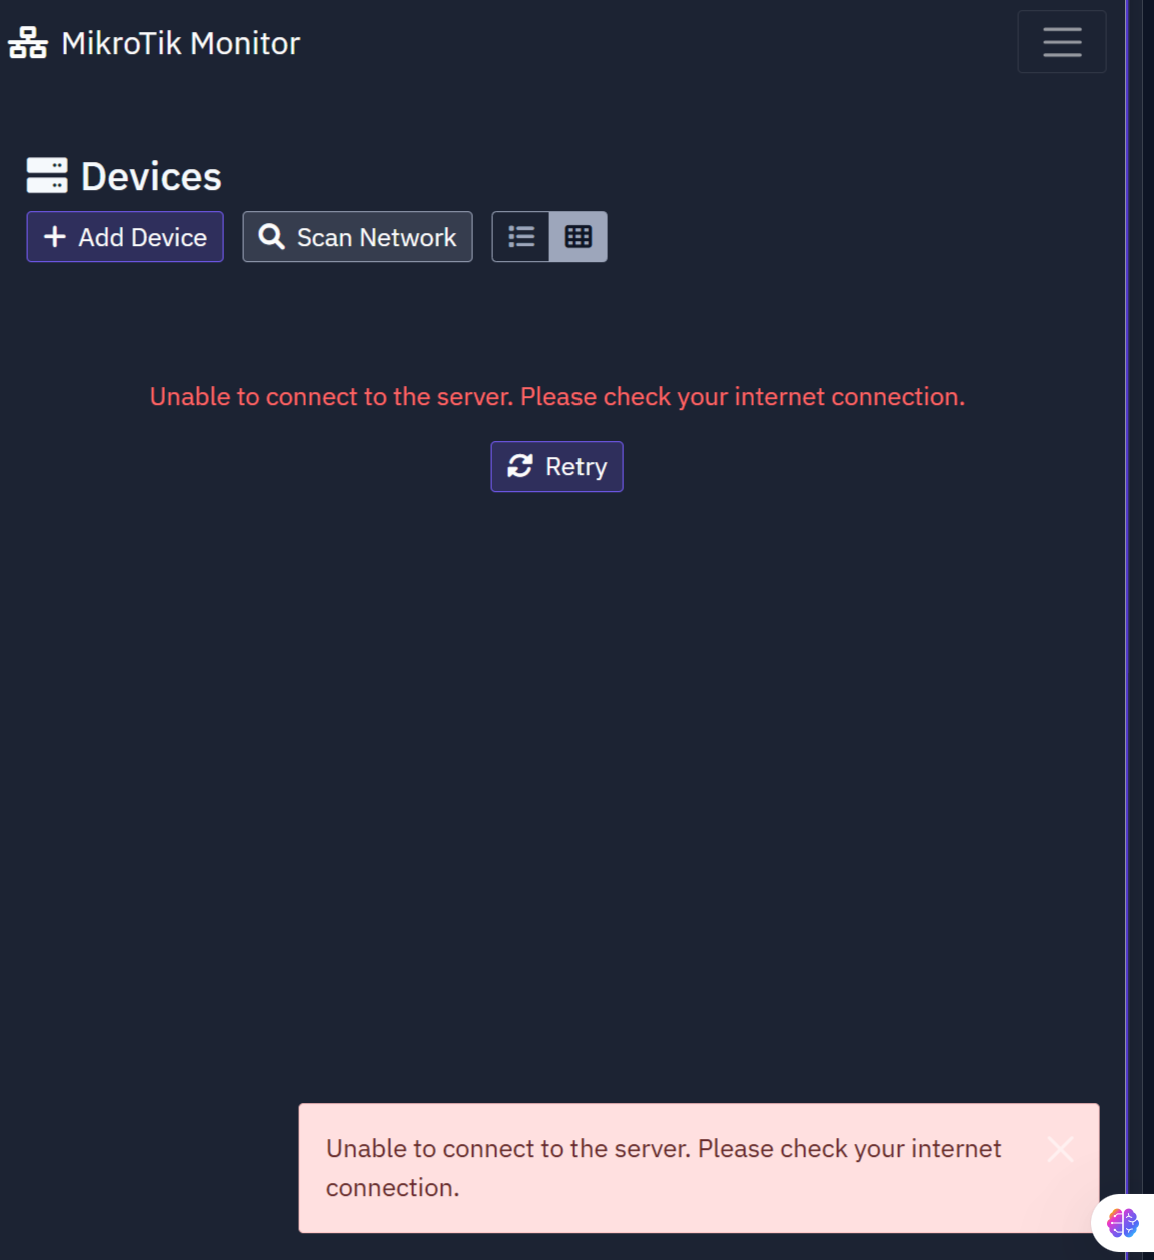 MikroTik Monitor
Devices
Add Device
Scan Network
Unable to connect to the server. Please check your internet connection.
Retry
Unable to connect to the server. Please check your internet
connection.